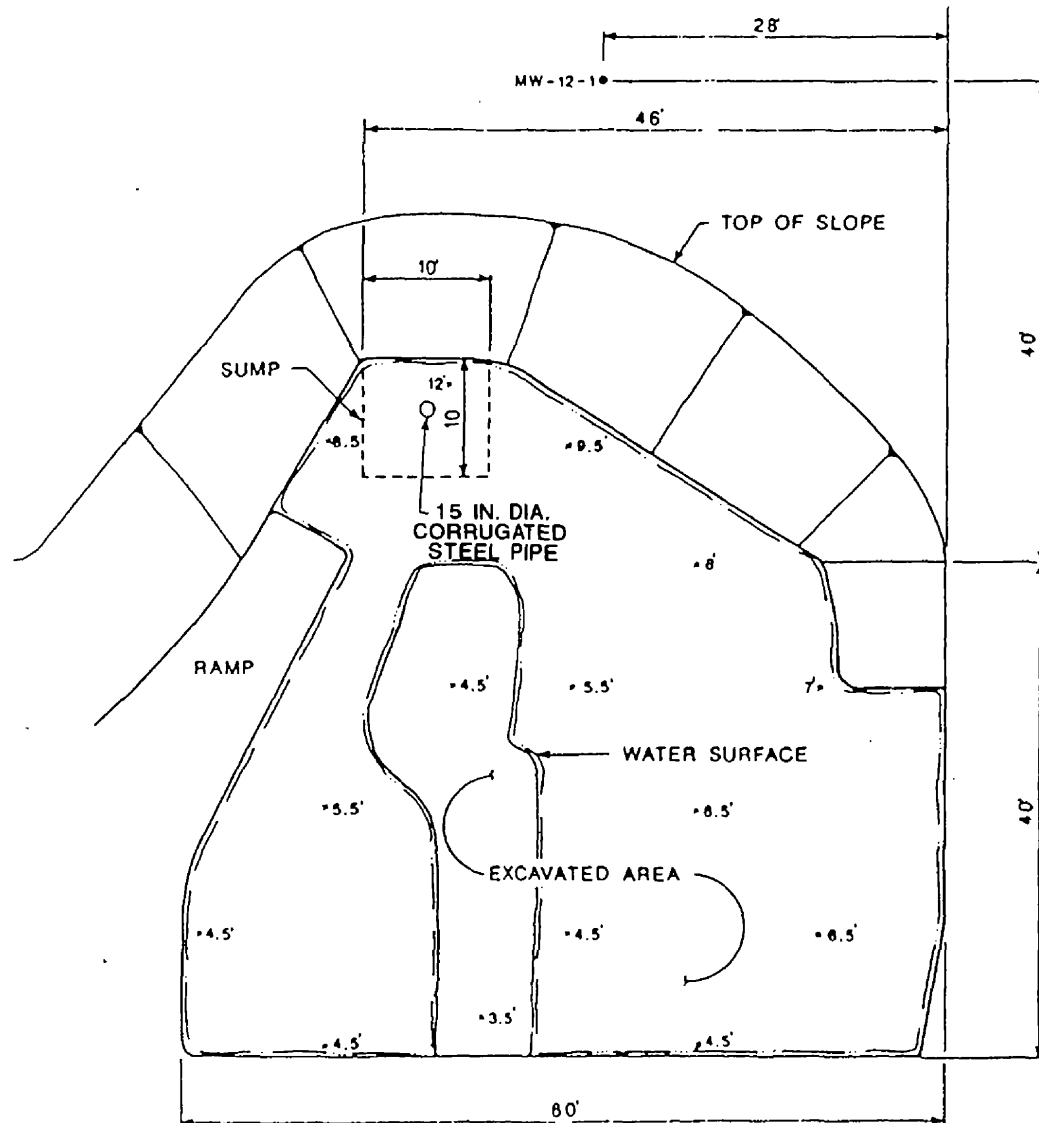 28'
MW-12-1
46'
TOP OF SLOPE
10'
40'
SUMP
12'
10
8.5'
9.5'
15 IN. DIA.
CORRUGATED
STEEL PIPE
8'
RAMP
4.5'
5.5'
7'
WATER SURFACE
5.5'
6.5'
40'
EXCAVATED AREA
4.5'
4.5'
6.5'
3.5'
4.5'
4.5'
60'